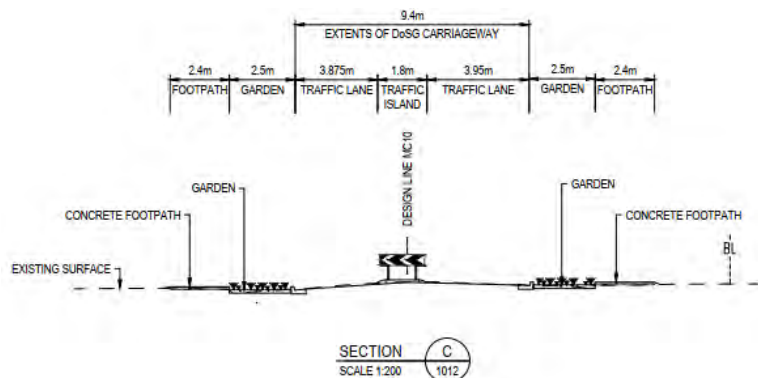 9.4m
EXTENTS OF DoSG CARRIAGEWAY
2.4m 2.5m 3.875m 1.8m 3.95m 2.5m 2.4m
FOOTPATH GARDEN TRAFFIC LANE TRAFFIC TRAFFIC LANE GARDEN FOOTPATH
ISLAND
DESIGN LINE MC10
GARDEN GARDEN
CONCRETE FOOTPATH CONCRETE FOOTPATH
BL
EXISTING SURFACE
SECTION C
SCALE 1:200 1012